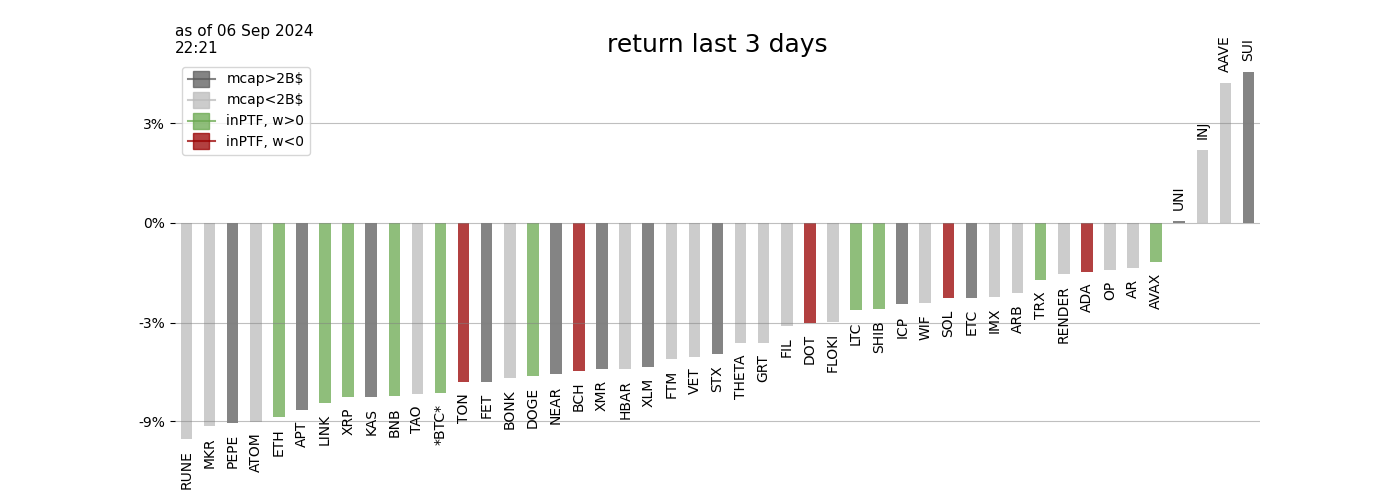 as of 06 Sep 2024
22:21
return last 3 days
mcap>2B$
mcap<2B$
inPTF, w>0
inPTF, w<0
3%
0%
-3%
-9%
RUNE
MKR
PEPE
ATOM
ETH
APT
LINK
XRP
KAS
BNB
TAO
*BTC*
TON
FET
BONK
DOGE
NEAR
BCH
XMR
HBAR
XLM
FTM
VET
STX
THETA
GRT
FIL
DOT
FLOKI
LTC
SHIB
ICP
WIF
SOL
ETC
IMX
ARB
TRX
RENDER
ADA
OP
AR
AVAX
UNI
INJ
AAVE
SUI